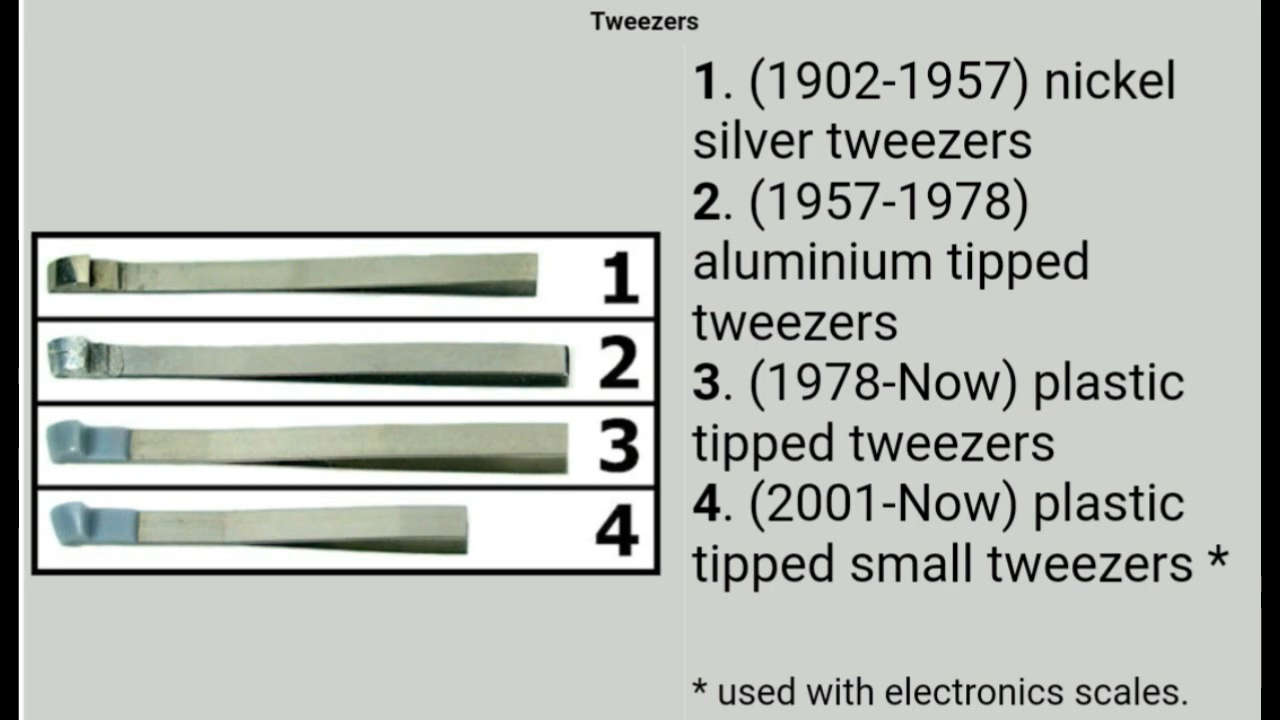 Tweezers
1
2
3
4
1. (1902-1957) nickel
silver tweezers
2. (1957-1978)
aluminium tipped
tweezers
3. (1978-Now) plastic
tipped tweezers
4. (2001-Now) plastic
tipped small tweezers *
* used with electronics scales.